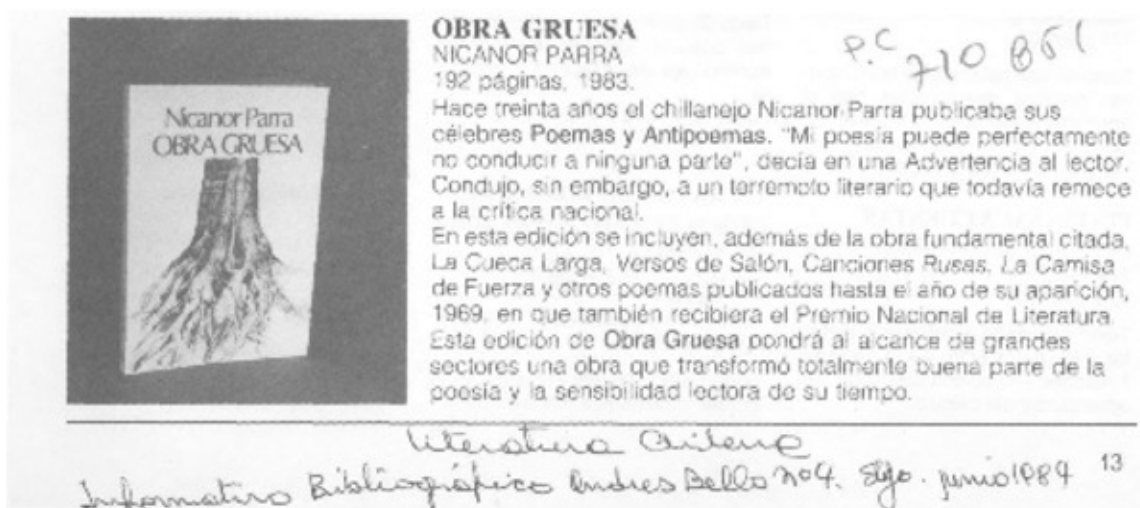 Nicanor Parra
OBRA GRUESA
OBRA GRUESA
NICANOR PARRA
192 páginas, 1983.
P.C
710 851
Hace treinta años el chillanejo Nicanor Parra publicaba sus
célebres Poemas y Antipoemas. "Mi poesía puede perfectamente
no conducir a ninguna parte", decía en una Advertencia al lector.
Condujo, sin embargo, a un terremoto literario que todavía remece
a la crítica nacional.
En esta edición se incluyen, además de la obra fundamental citada,
La Cueca Larga, Versos de Salón, Canciones Rusas, La Camisa
de Fuerza y otros poemas publicados hasta el año de su aparición,
1969, en que también recibiera el Premio Nacional de Literatura.
Esta edición de Obra Gruesa pondrá al alcance de grandes
sectores una obra que transformó totalmente buena parte de la
poesía y la sensibilidad lectora de su tiempo.
Literatura Chilena
Informativo Bibliográfico Andres Bello nº4. Stgo. junio 1984
13